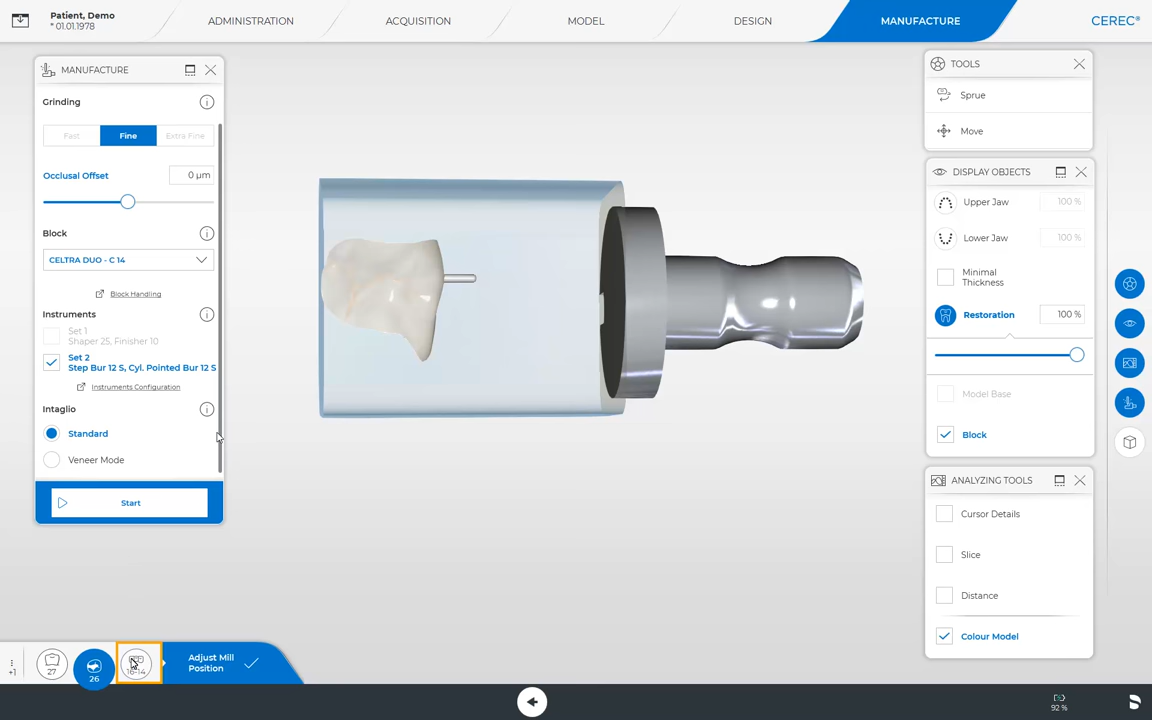 Patient, Demo
* 01.01.1978
ADMINISTRATION
ACQUISITION
MODEL
DESIGN
MANUFACTURE
CEREC®
MANUFACTURE
Grinding
Fast
Fine
Extra Fine
Occlusal Offset
0 µm
Block
CELTRA DUO - C 14
Block Handling
Instruments
Set 1
Shaper 25, Finisher 10
Set 2
Step Bur 12 S, Cyl. Pointed Bur 12 S
Instruments Configuration
Intaglio
Standard
Veneer Mode
Start
TOOLS
Sprue
Move
DISPLAY OBJECTS
Upper Jaw
100 %
Lower Jaw
100 %
Minimal
Thickness
Restoration
100 %
Model Base
Block
ANALYZING TOOLS
Cursor Details
Slice
Distance
Colour Model
+1
27
26
16-14
Adjust Mill
Position
92 %